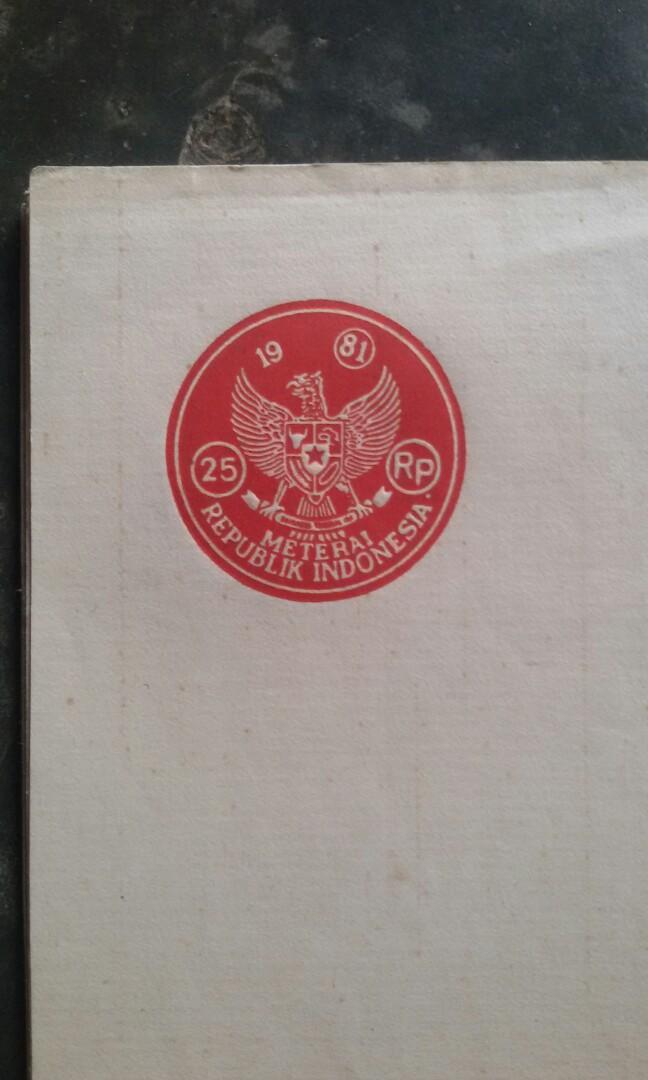 19 81
25 Rp
METERAI
REPUBLIK INDONESIA.